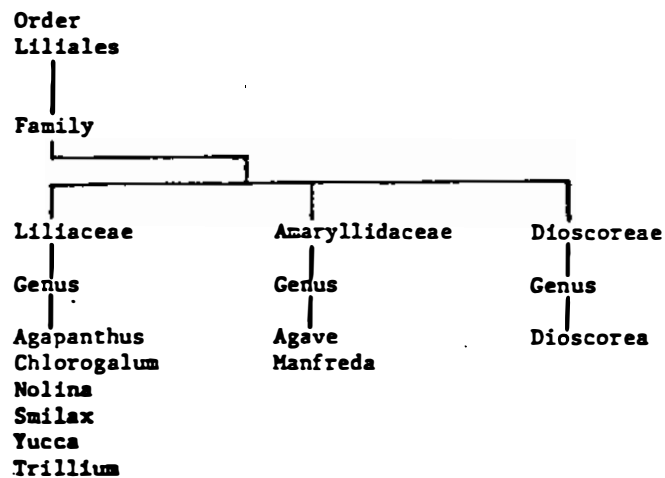 Order
Liliales
Family
Liliaceae Amaryllidaceae Dioscoreae
Genus Genus Genus
Agapanthus Agave Dioscorea
Chlorogalum Manfreda
Nolina
Smilax
Yucca
Trillium